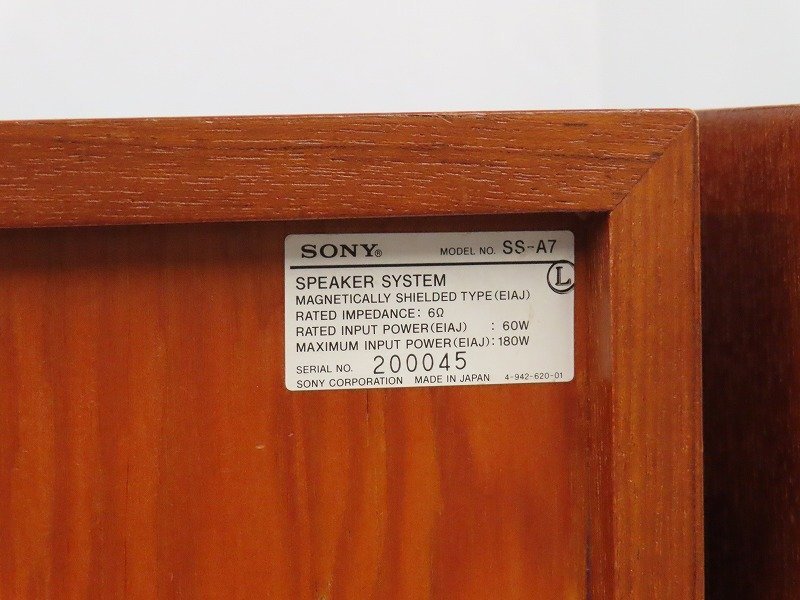 SONY® MODEL NO. SS-A7
L
SPEAKER SYSTEM
MAGNETICALLY SHIELDED TYPE(EIAJ)
RATED IMPEDANCE: 6Ω
RATED INPUT POWER(EIAJ) : 60W
MAXIMUM INPUT POWER(EIAJ): 180W
SERIAL NO. 200045
SONY CORPORATION MADE IN JAPAN 4-942-620-01